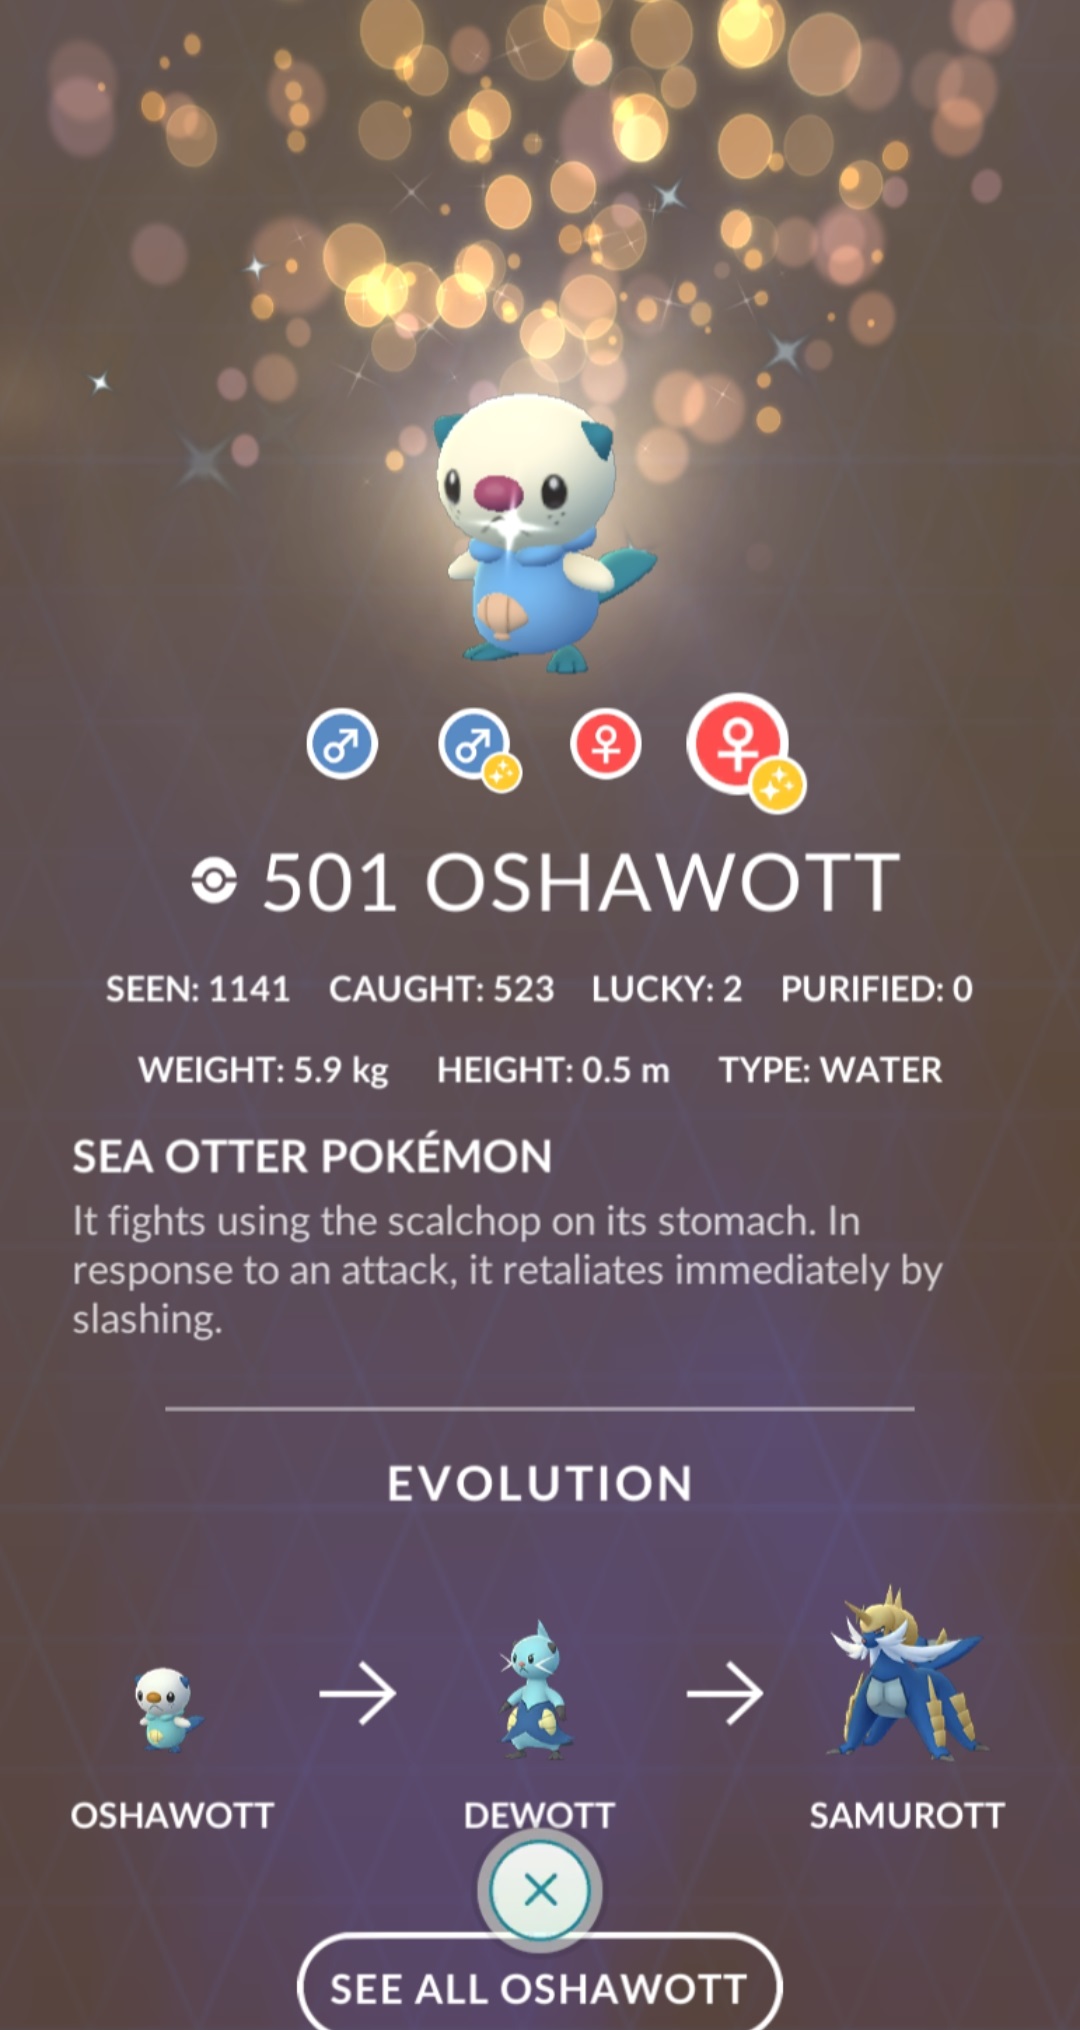 501 OSHAWOTT
SEEN: 1141 CAUGHT: 523 LUCKY: 2 PURIFIED: 0
WEIGHT: 5.9 kg HEIGHT: 0.5 m TYPE: WATER
SEA OTTER POKÉMON
It fights using the scalchop on its stomach. In
response to an attack, it retaliates immediately by
slashing.
EVOLUTION
OSHAWOTT DEWOTT SAMUROTT
SEE ALL OSHAWOTT